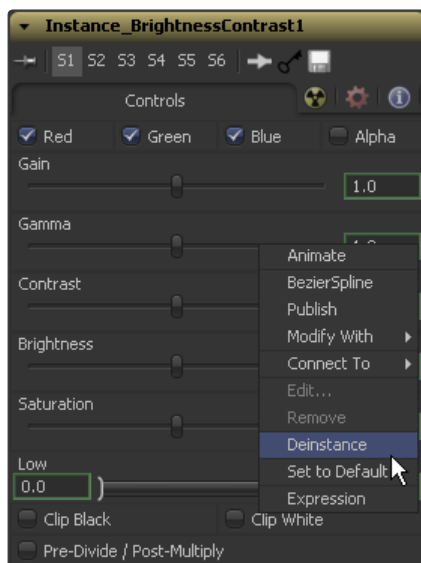 Instance_BrightnessContrast1
S1 S2 S3 S4 S5 S6
Controls
Red Green Blue Alpha
Gain
1.0
Gamma
Animate
Contrast
BezierSpline
Publish
Brightness
Modify With
Connect To
Edit...
Saturation
Remove
Deinstance
Low
Set to Default
0.0
Expression
Clip Black Clip White
Pre-Divide / Post-Multiply